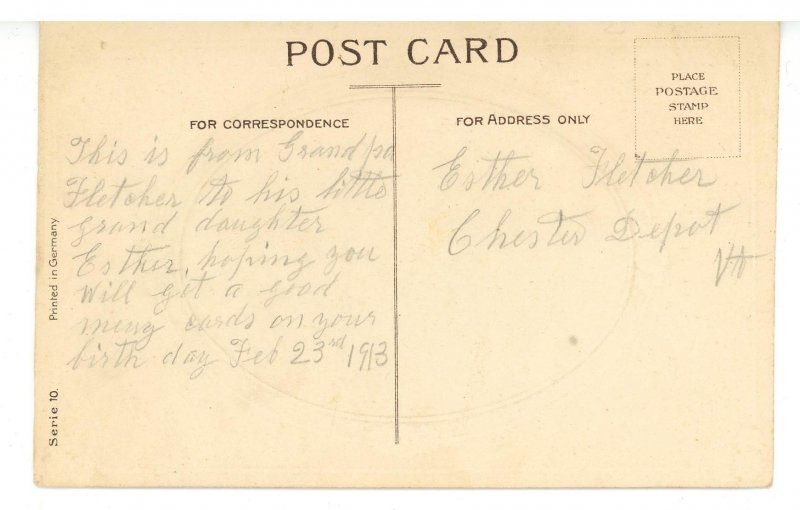 POST CARD
PLACE
POSTAGE
STAMP
HERE
FOR CORRESPONDENCE
This is from Grandpa
Fletcher to his little
grand daughter
Esther, hoping you
will get a good
meny cards on your
birth day Feb 23rd 1913
FOR ADDRESS ONLY
Esther Fletcher
Chester Depot
Vt
Printed in Germany
Serie 10.